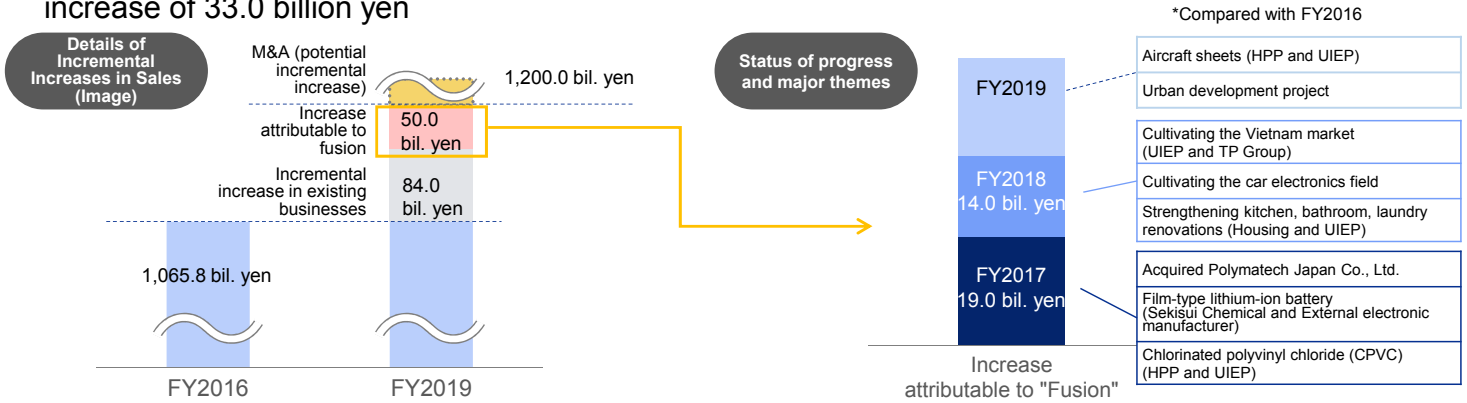 increase of 33.0 billion yen
*Compared with FY2016
Details of
Incremental
Increases in Sales
(Image)
M&A (potential
incremental
increase)
1,200.0 bil. yen
Increase
attributable to
fusion
50.0
bil. yen
Incremental
increase in existing
businesses
84.0
bil. yen
1,065.8 bil. yen
FY2016
FY2019
Status of progress
and major themes
FY2019
FY2018
14.0 bil. yen
FY2017
19.0 bil. yen
Increase
attributable to "Fusion"
Aircraft sheets (HPP and UIEP)
Urban development project
Cultivating the Vietnam market
(UIEP and TP Group)
Cultivating the car electronics field
Strengthening kitchen, bathroom, laundry
renovations (Housing and UIEP)
Acquired Polymatech Japan Co., Ltd.
Film-type lithium-ion battery
(Sekisui Chemical and External electronic
manufacturer)
Chlorinated polyvinyl chloride (CPVC)
(HPP and UIEP)